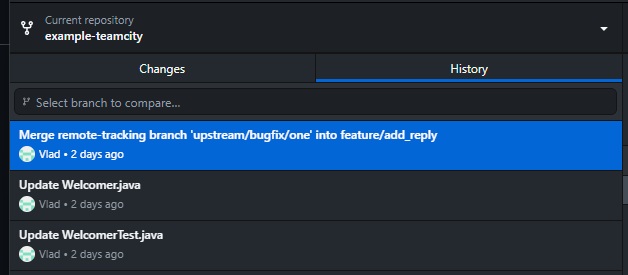 Current repository
example-teamcity
Changes
History
Select branch to compare...
Merge remote-tracking branch 'upstream/bugfix/one' into feature/add_reply
Vlad • 2 days ago
Update Welcomer.java
Vlad • 2 days ago
Update WelcomerTest.java
Vlad • 2 days ago